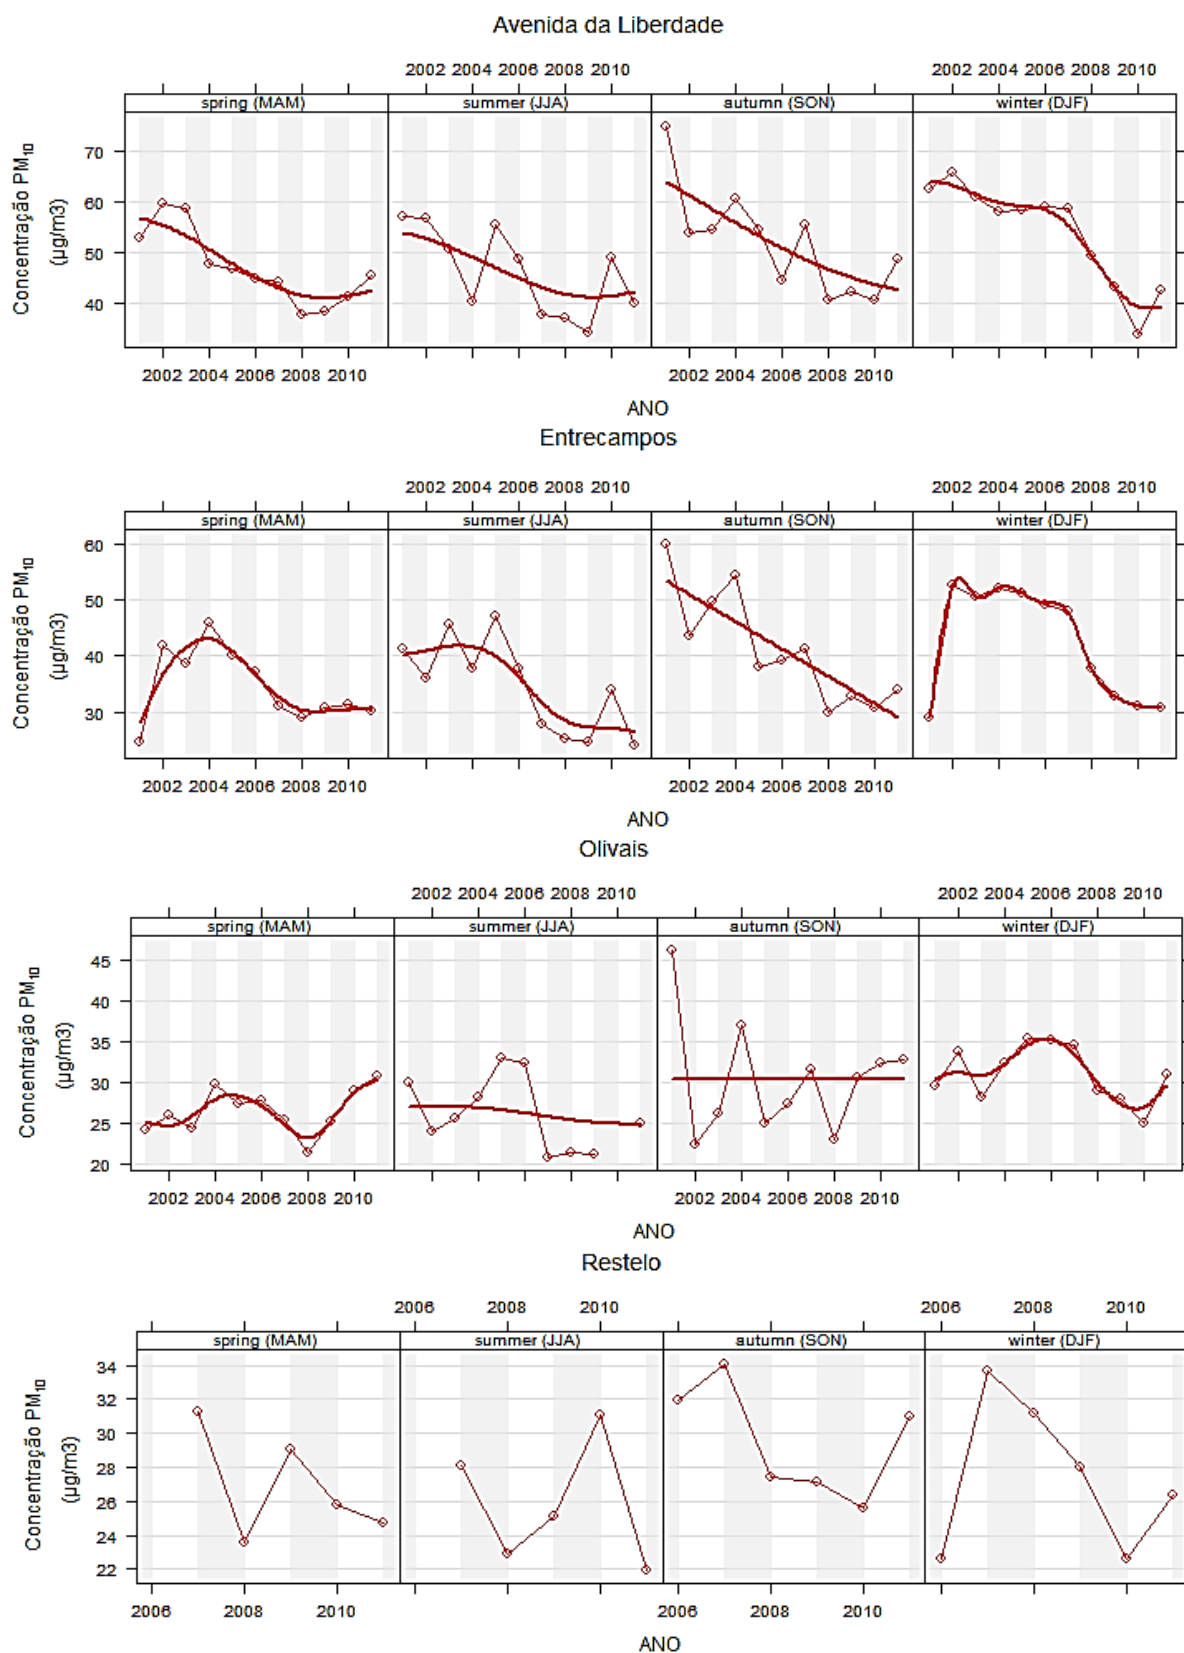 Avenida da Liberdade
2002 2004 2006 2008 2010 2002 2004 2006 2008 2010
spring (MAM) summer (JJA) autumn (SON) winter (DJF)
Concentração PM₁₀
(µg/m3)
70
60
50
40
2002 2004 2006 2008 2010 2002 2004 2006 2008 2010
ANO
Entrecampos
2002 2004 2006 2008 2010 2002 2004 2006 2008 2010
spring (MAM) summer (JJA) autumn (SON) winter (DJF)
Concentração PM₁₀
(µg/m3)
60
50
40
30
2002 2004 2006 2008 2010 2002 2004 2006 2008 2010
ANO
Olivais
2002 2004 2006 2008 2010 2002 2004 2006 2008 2010
spring (MAM) summer (JJA) autumn (SON) winter (DJF)
Concentração PM₁₀
(µg/m3)
45
40
35
30
25
20
2002 2004 2006 2008 2010 2002 2004 2006 2008 2010
ANO
Restelo
2006 2008 2010 2006 2008 2010
spring (MAM) summer (JJA) autumn (SON) winter (DJF)
Concentração PM₁₀
(µg/m3)
34
32
30
28
26
24
22
2006 2008 2010 2006 2008 2010
ANO